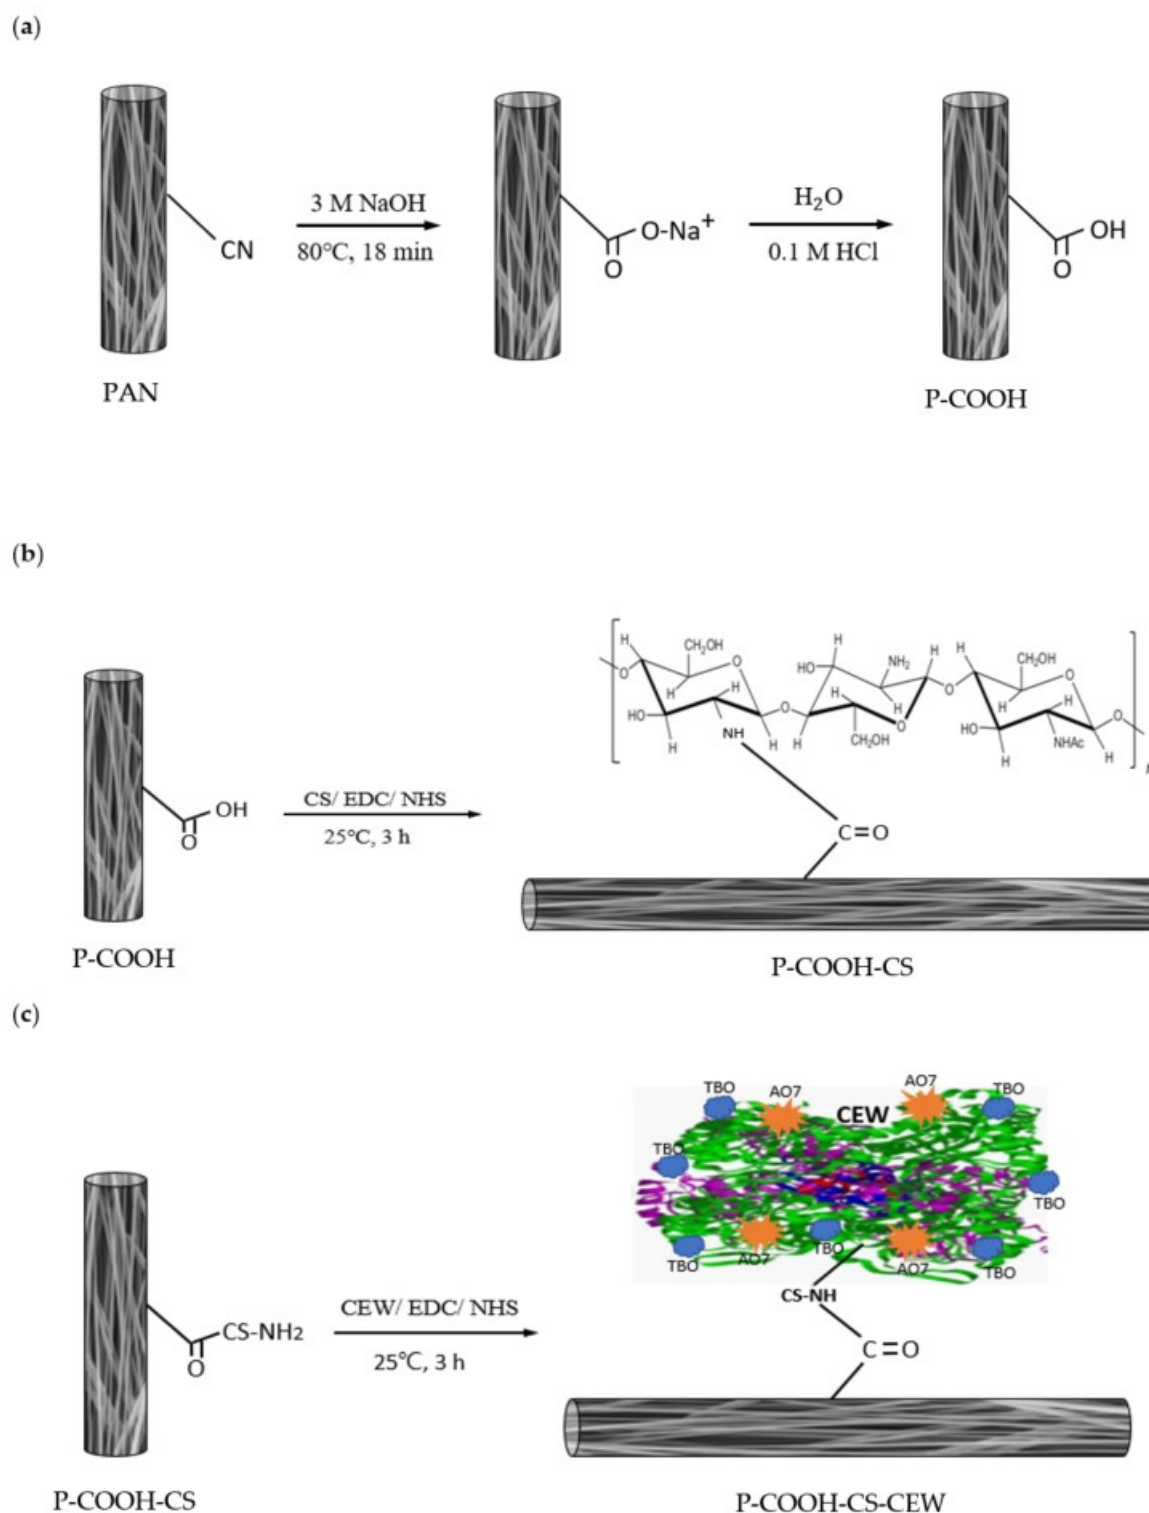 (a)
CN
3 M NaOH
80°C, 18 min
O-Na⁺
O
H₂O
0.1 M HCl
OH
O
PAN
P-COOH
(b)
OH
O
CS/ EDC/ NHS
25°C, 3 h
H
CH₂OH
O
O
H
H
HO
H
NH
H
O
H
HO
NH₂
H
H
H
O
CH₂OH
H
O
H
CH₂OH
O
H
H
HO
H
NHAc
H
O
C=O
P-COOH
P-COOH-CS
(c)
TBO
AO7
CEW
AO7
TBO
TBO
TBO
TBO
AO7
TBO
AO7
TBO
CS-NH
CS-NH2
O
CEW/ EDC/ NHS
25°C, 3 h
C=O
P-COOH-CS
P-COOH-CS-CEW